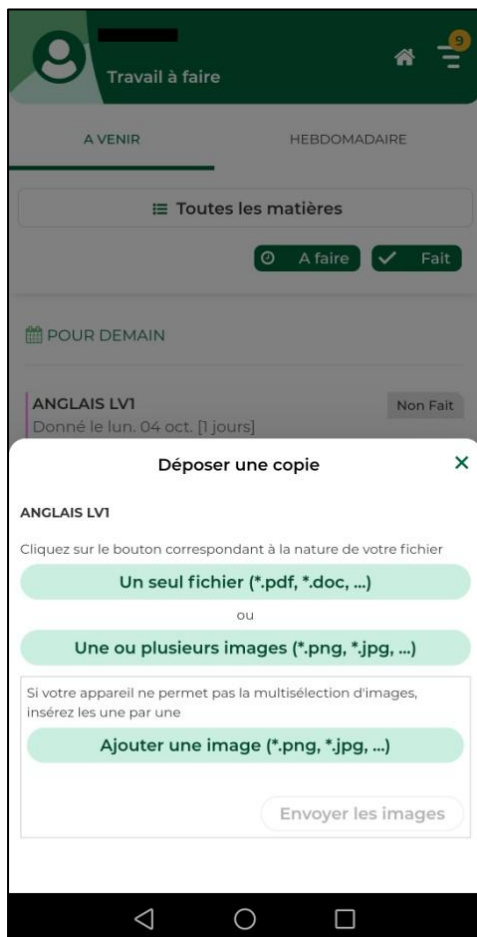 9
Travail à faire
A VENIR
HEBDOMADAIRE
Toutes les matières
A faire
Fait
POUR DEMAIN
ANGLAIS LV1
Non Fait
Donné le lun. 04 oct. [1 jours]
Déposer une copie
ANGLAIS LV1
Cliquez sur le bouton correspondant à la nature de votre fichier
Un seul fichier (*.pdf, *.doc, ...)
ou
Une ou plusieurs images (*.png, *.jpg, ...)
Si votre appareil ne permet pas la multisélection d'images,
insérez les une par une
Ajouter une image (*.png, *.jpg, ...)
Envoyer les images